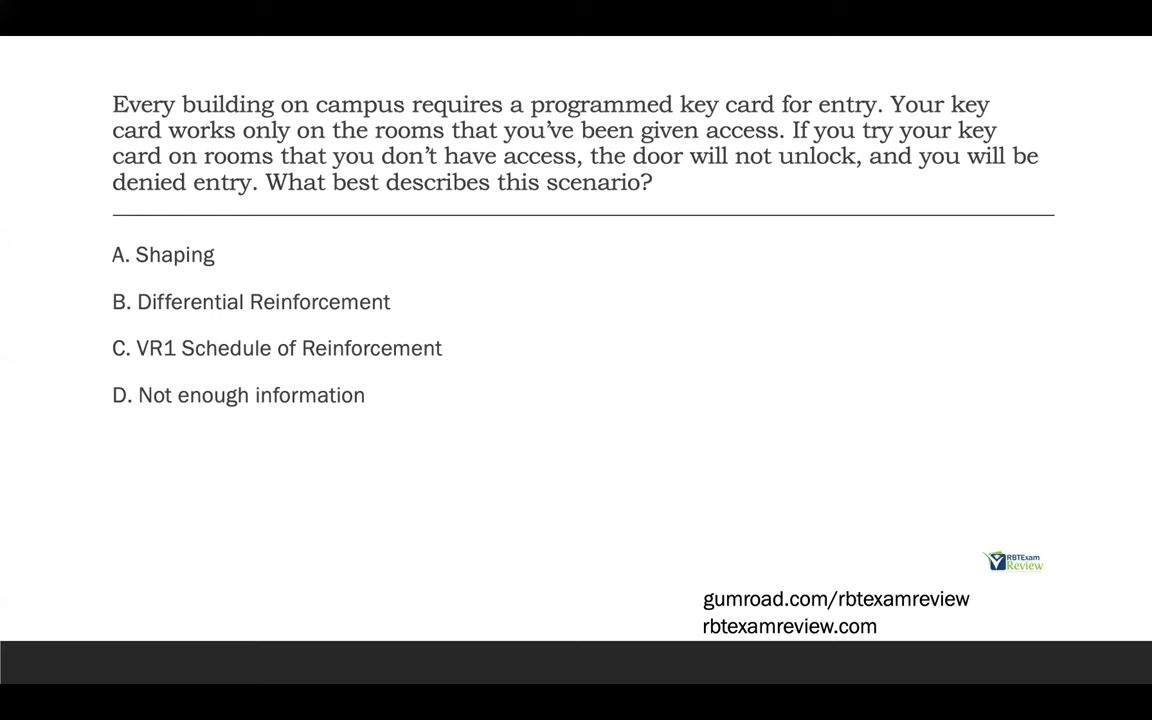 Every building on campus requires a programmed key card for entry. Your key
card works only on the rooms that you’ve been given access. If you try your key
card on rooms that you don’t have access, the door will not unlock, and you will be
denied entry. What best describes this scenario?
A. Shaping
B. Differential Reinforcement
C. VR1 Schedule of Reinforcement
D. Not enough information
RBTExam
Review
gumroad.com/rbtexamreview
rbtexamreview.com